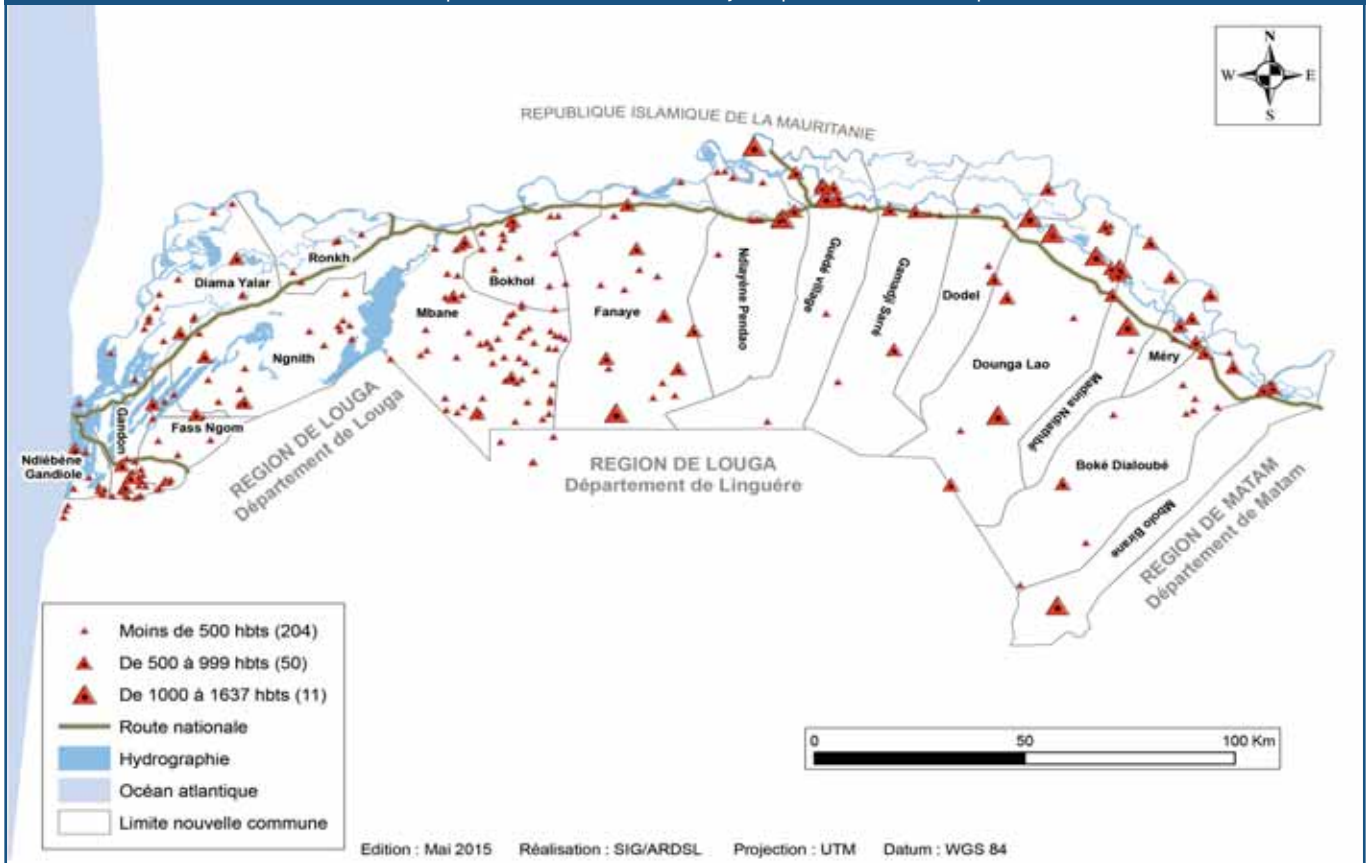 N
W E
S
REPUBLIQUE ISLAMIQUE DE LA MAURITANIE
Diama Yalar
Ronkh
Ngnith
Gandon
Fass Ngom
Ndiébène
Gandiole
Mbane
Bokhol
Fanaye
Ndiayène Pendao
Guédé village
Gamadji Sarré
Dodel
Dounga Lao
Madina Ndiathbé
Méry
Boké Dialoubé
Mbolo Birane
REGION DE LOUGA
Département de Louga
REGION DE LOUGA
Département de Linguére
REGION DE MATAM
Département de Matam
Moins de 500 hbts (204)
De 500 à 999 hbts (50)
De 1000 à 1637 hbts (11)
Route nationale
Hydrographie
Océan atlantique
Limite nouvelle commune
0 50 100 Km
Edition : Mai 2015 Réalisation : SIG/ARDSL Projection : UTM Datum : WGS 84